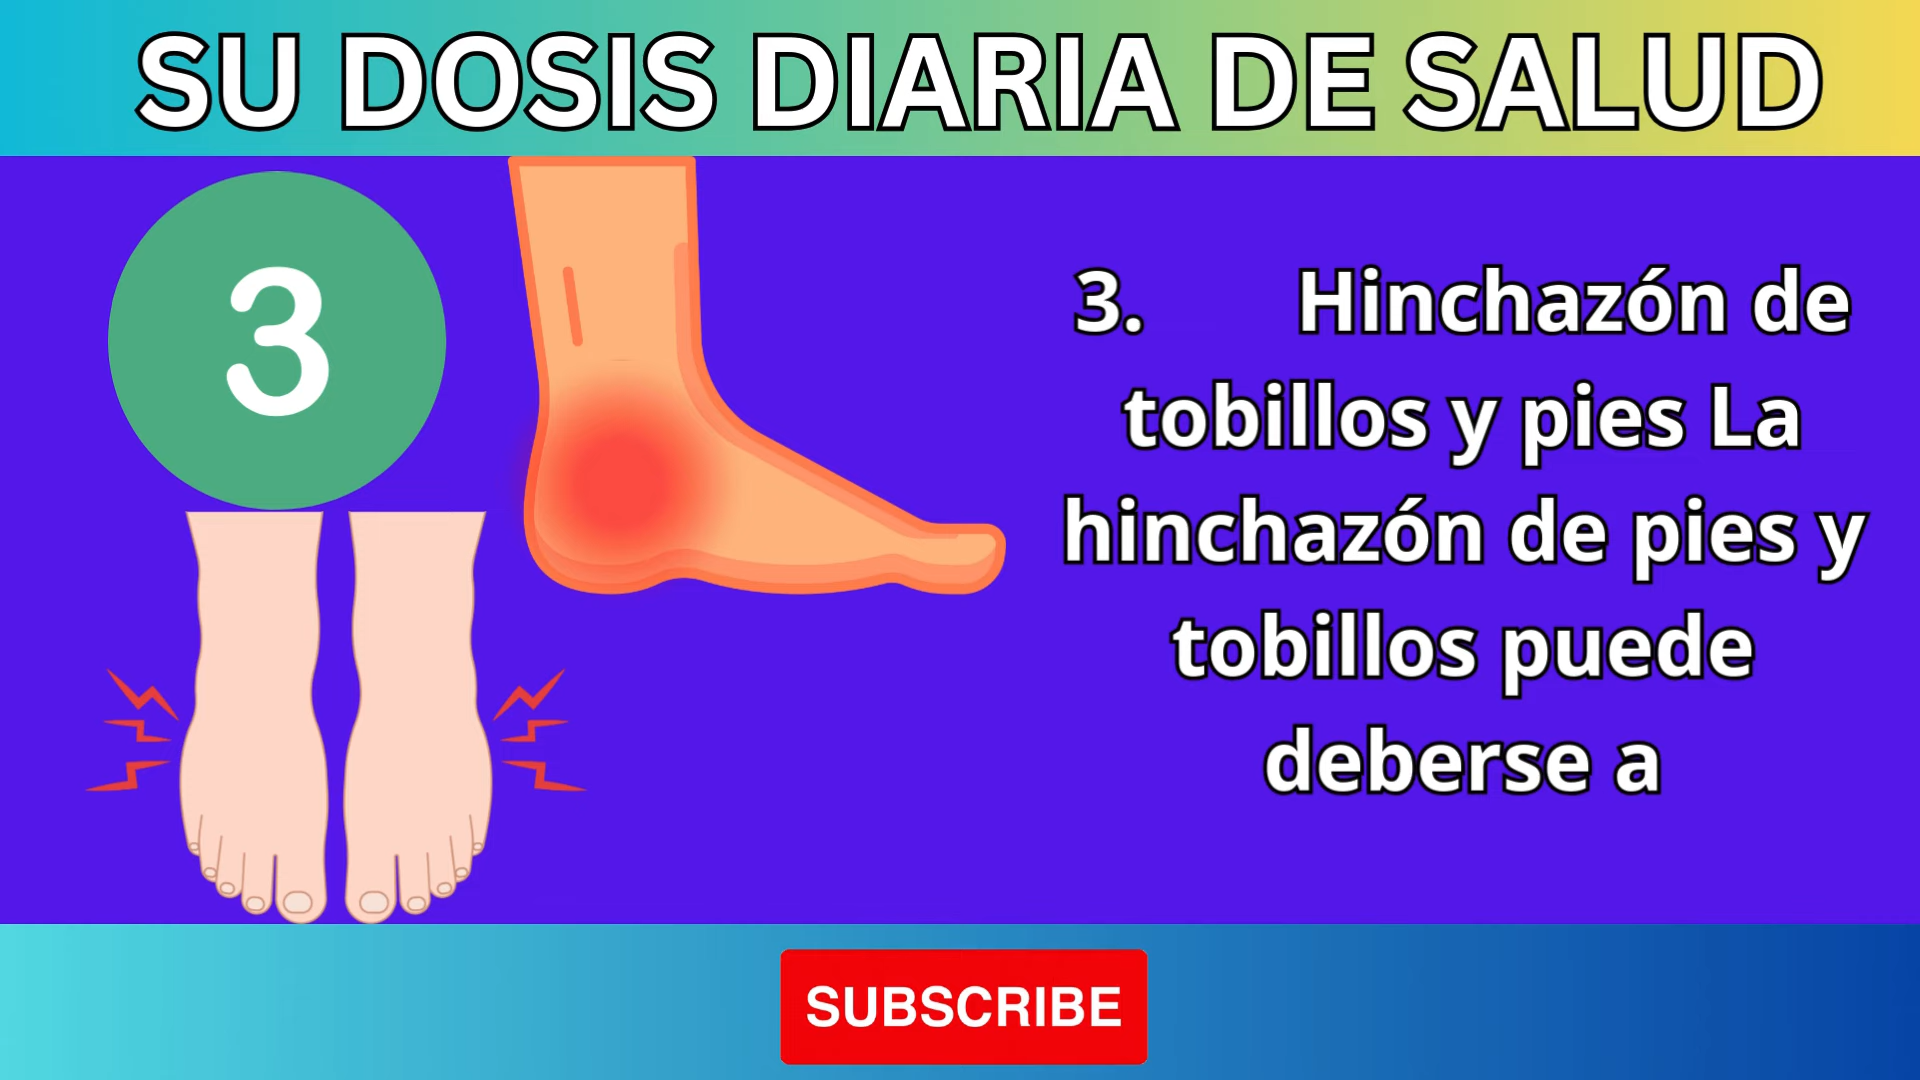 SU DOSIS DIARIA DE SALUD
3
3. Hinchazón de
tobillos y pies La
hinchazón de pies y
tobillos puede
deberse a
SUBSCRIBE